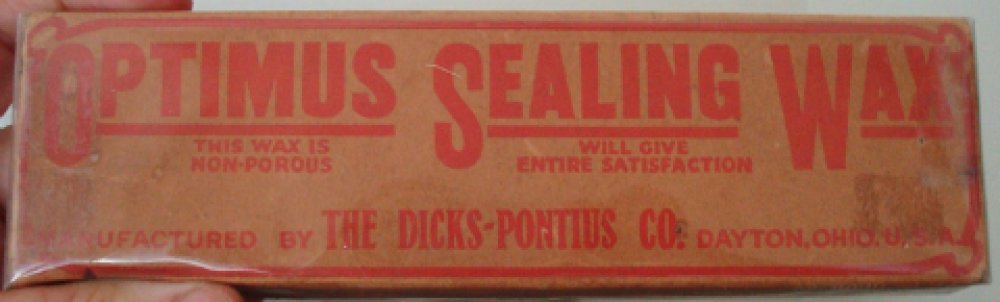 OPTIMUS SEALING WAX
THIS WAX IS NON-POROUS
WILL GIVE ENTIRE SATISFACTION
MANUFACTURED BY THE DICKS-PONTIUS CO. DAYTON, OHIO. U.S.A.